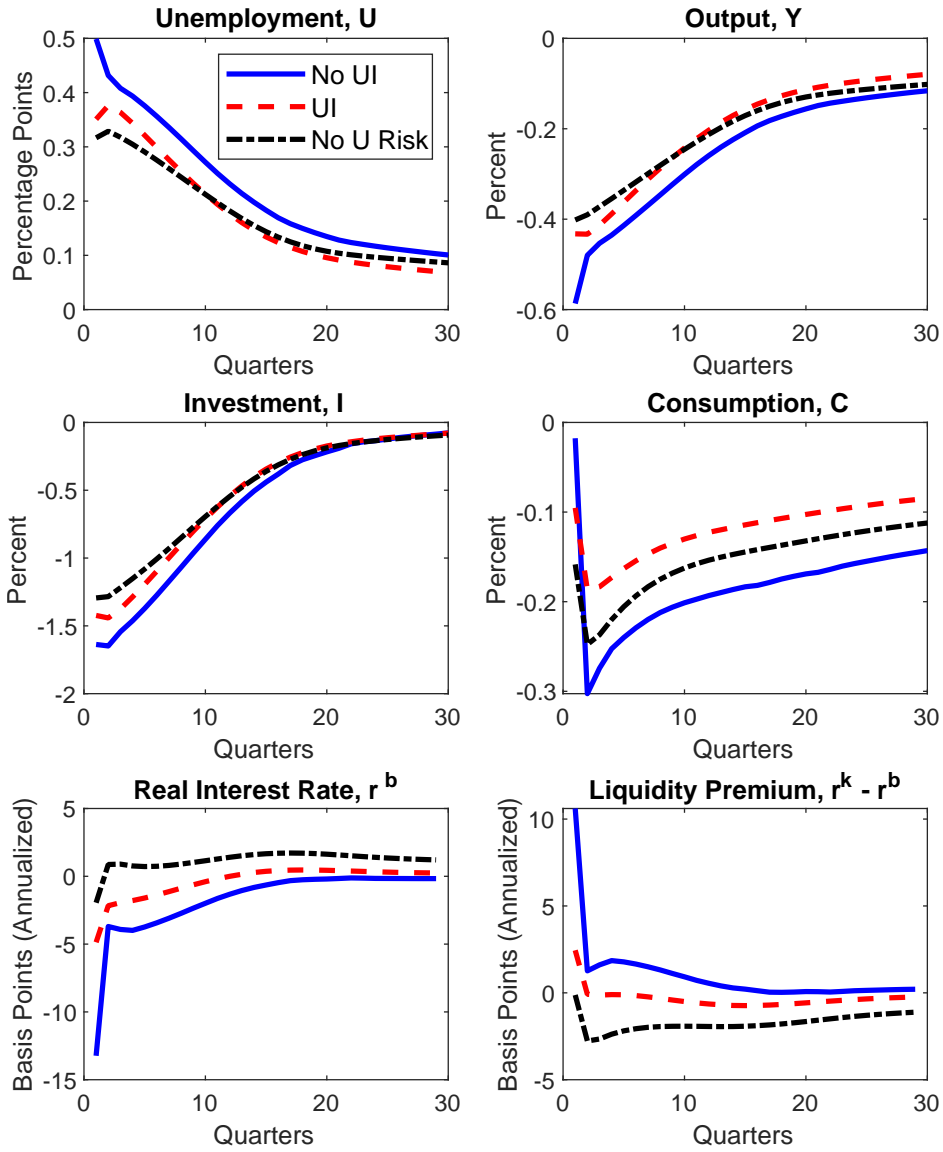 Unemployment, U
Percentage Points
0.5
0.4
0.3
0.2
0.1
0
0
10
20
30
Quarters
No UI
UI
No U Risk
Output, Y
Percent
0
-0.2
-0.4
-0.6
0
10
20
30
Quarters
Investment, I
Percent
0
-0.5
-1
-1.5
-2
0
10
20
30
Quarters
Consumption, C
Percent
0
-0.1
-0.2
-0.3
0
10
20
30
Quarters
Real Interest Rate, r b
Basis Points (Annualized)
5
0
-5
-10
-15
0
10
20
30
Quarters
Liquidity Premium, r^k - r^b
Basis Points (Annualized)
10
5
0
-5
0
10
20
30
Quarters